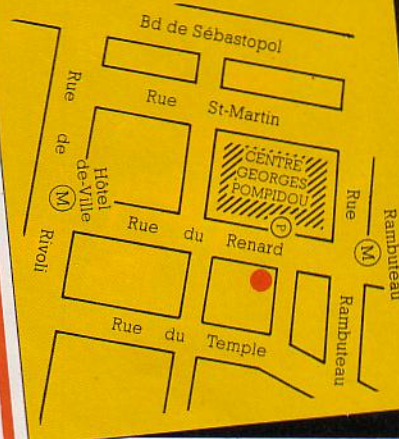 Bd de Sébastopol
Rue St-Martin
Rue de Rivoli
Hôtel
de-Ville
M
CENTRE
GEORGES
POMPIDOU
P
Rue Rambuteau
M
Rambuteau
Rue du Renard
Rue du Temple